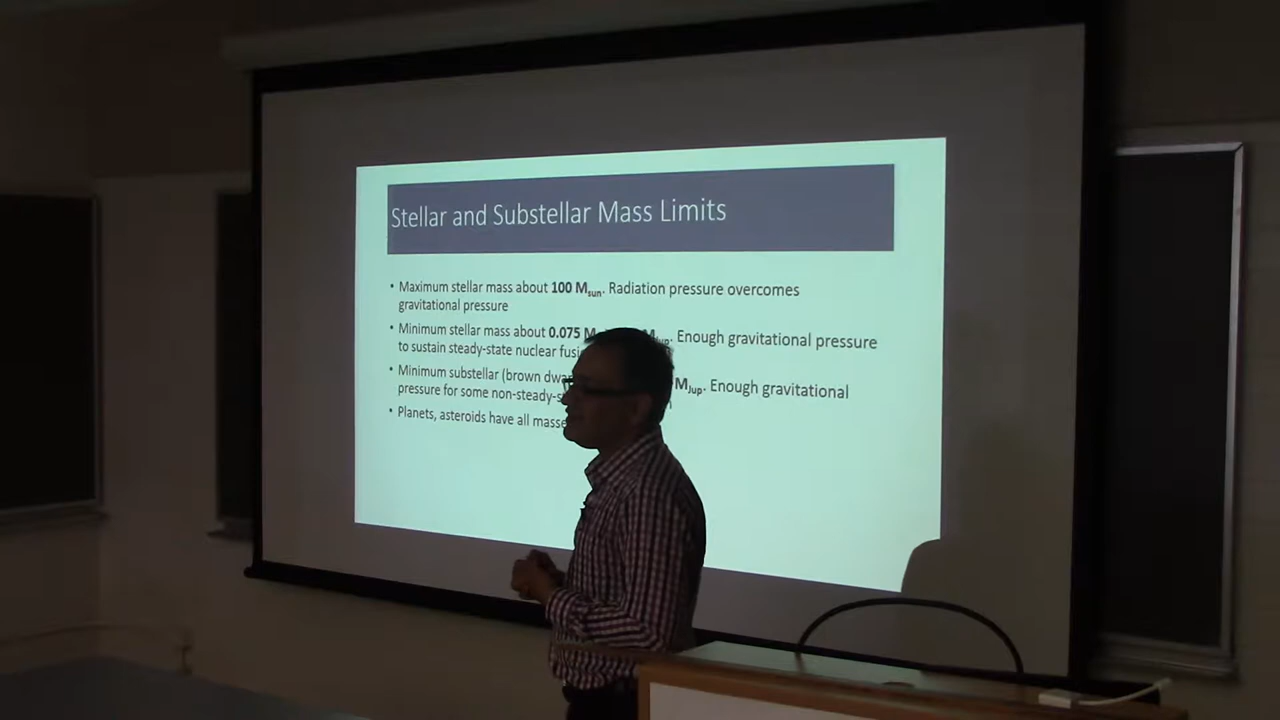 Stellar and Substellar Mass Limits
• Maximum stellar mass about 100 Msun. Radiation pressure overcomes
gravitational pressure
• Minimum stellar mass about 0.075 M Jup. Enough gravitational pressure
to sustain steady-state nuclear
• Minimum substellar (brown MJup. Enough gravitational
pressure for some
• Planets, asteroids have all